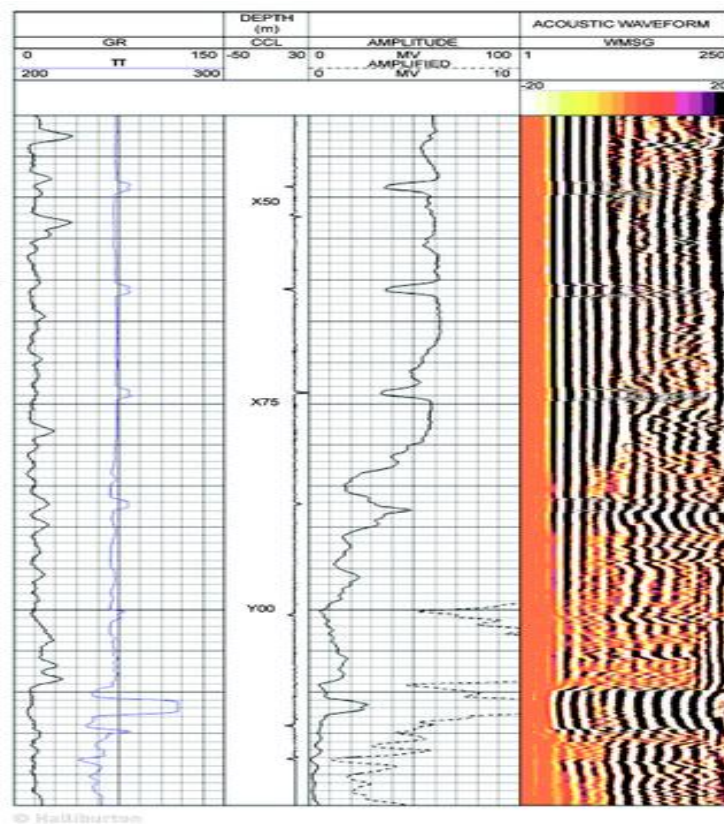 DEPTH
(m)
ACOUSTIC WAVEFORM
GR CCL AMPLITUDE WMSG
0 150 -50 30 0 MV 100 1 250
TT AMPLIFIED
200 300 0 MV 10
-20 20
X50
X75
Y00
© Halliburton